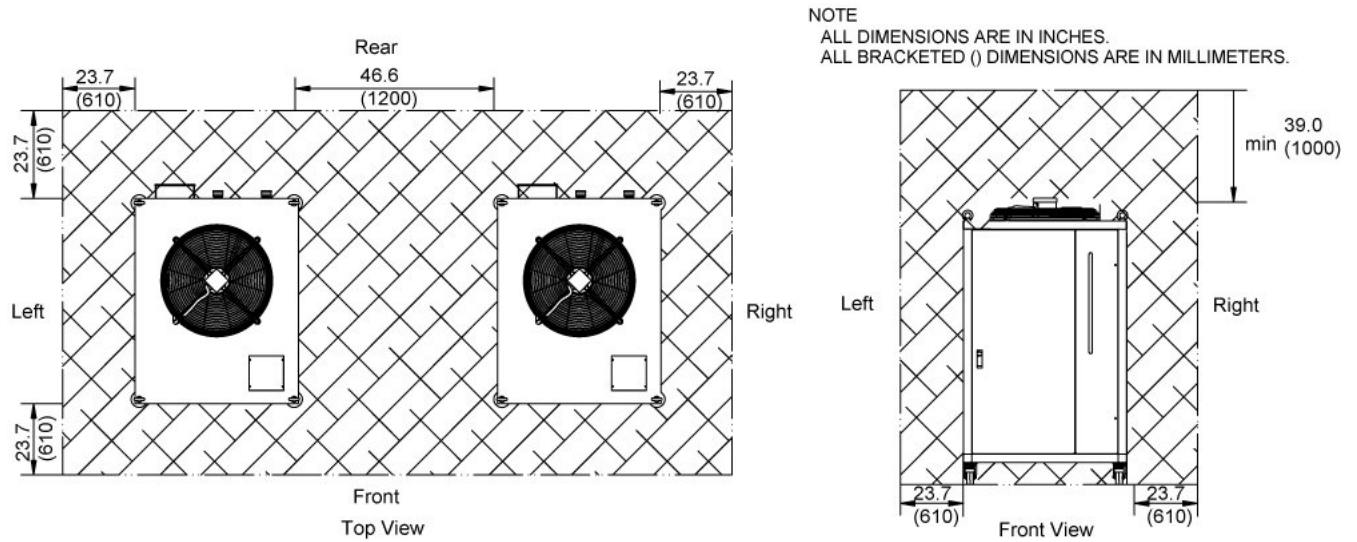 NOTE
ALL DIMENSIONS ARE IN INCHES.
ALL BRACKETED () DIMENSIONS ARE IN MILLIMETERS.
Rear
23.7
(610)
46.6
(1200)
23.7
(610)
23.7
(610)
Left
Right
23.7
(610)
Front
Top View
min
39.0
(1000)
Left
Right
23.7
(610)
23.7
(610)
Front View